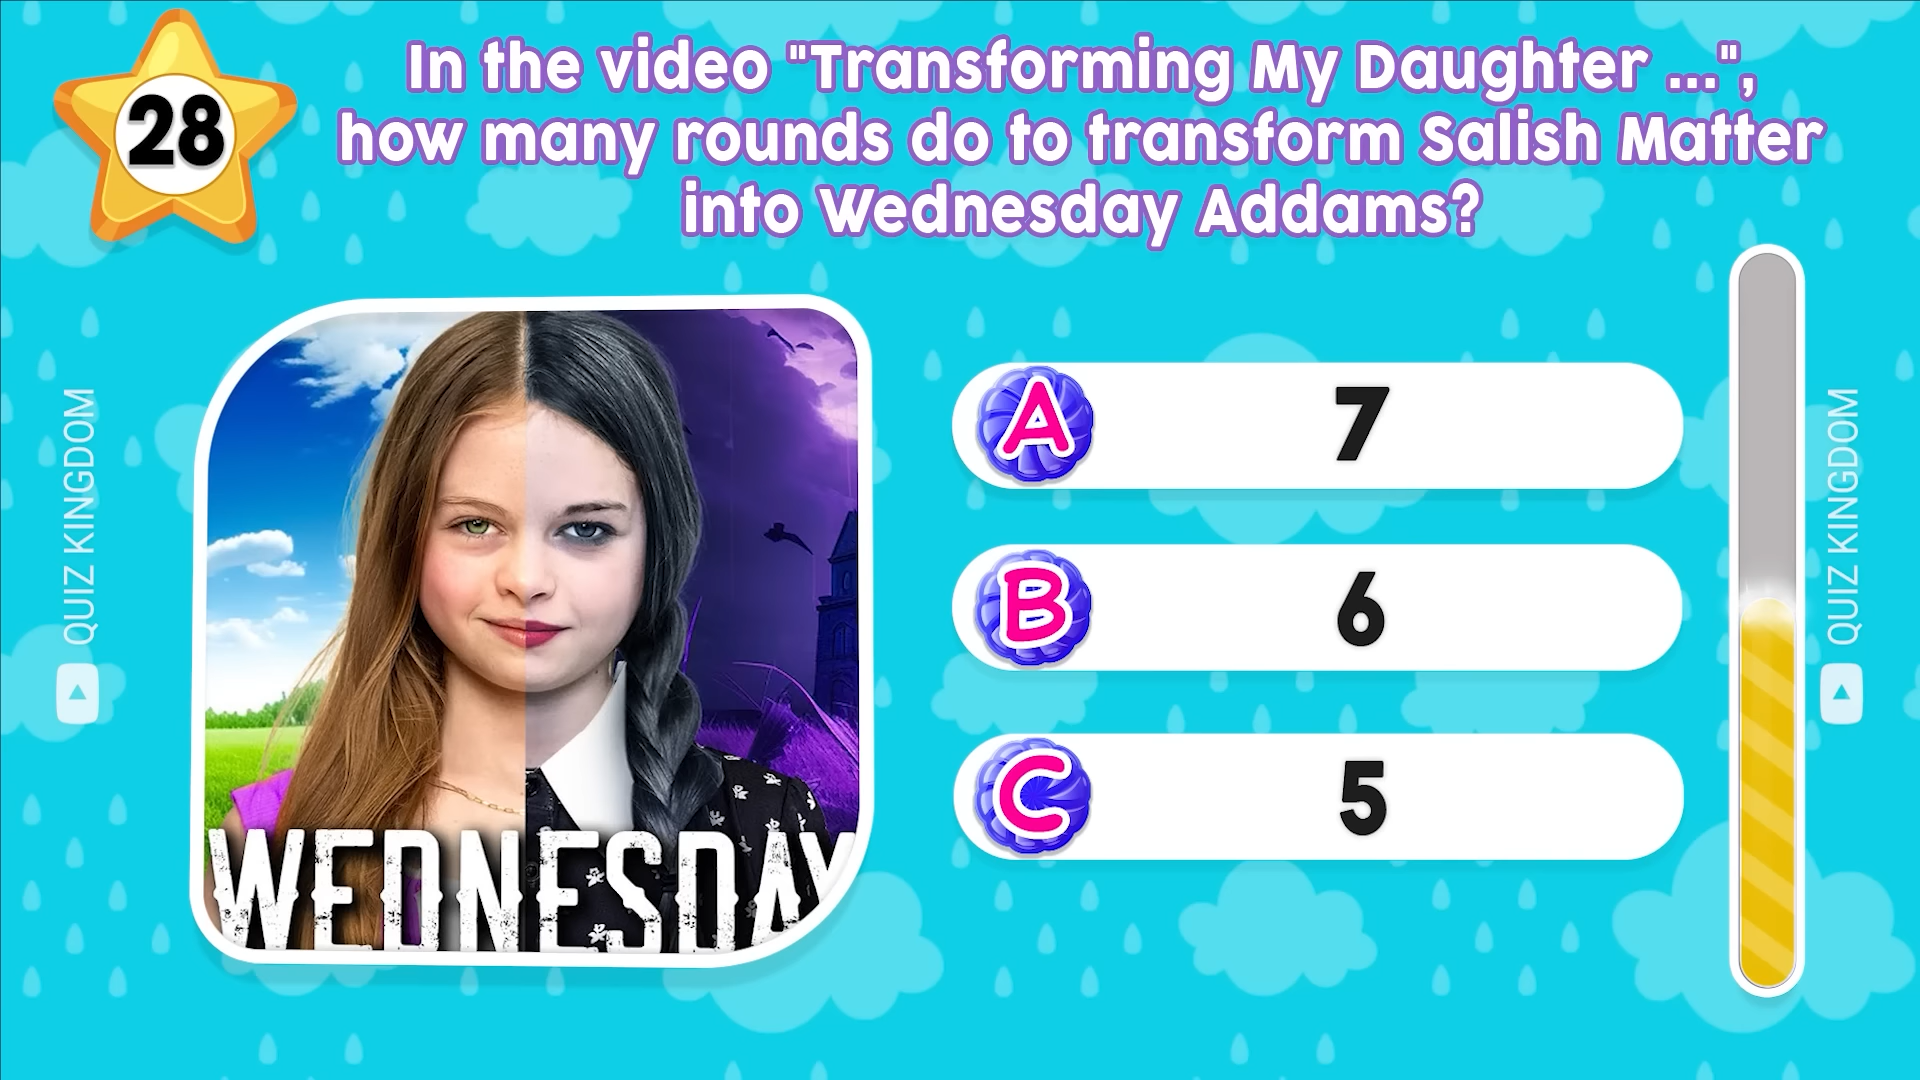 28
In the video "Transforming My Daughter ...",
how many rounds do to transform Salish Matter
into Wednesday Addams?
QUIZ KINGDOM
WEDNESDAY
A 7
B 6
C 5
QUIZ KINGDOM